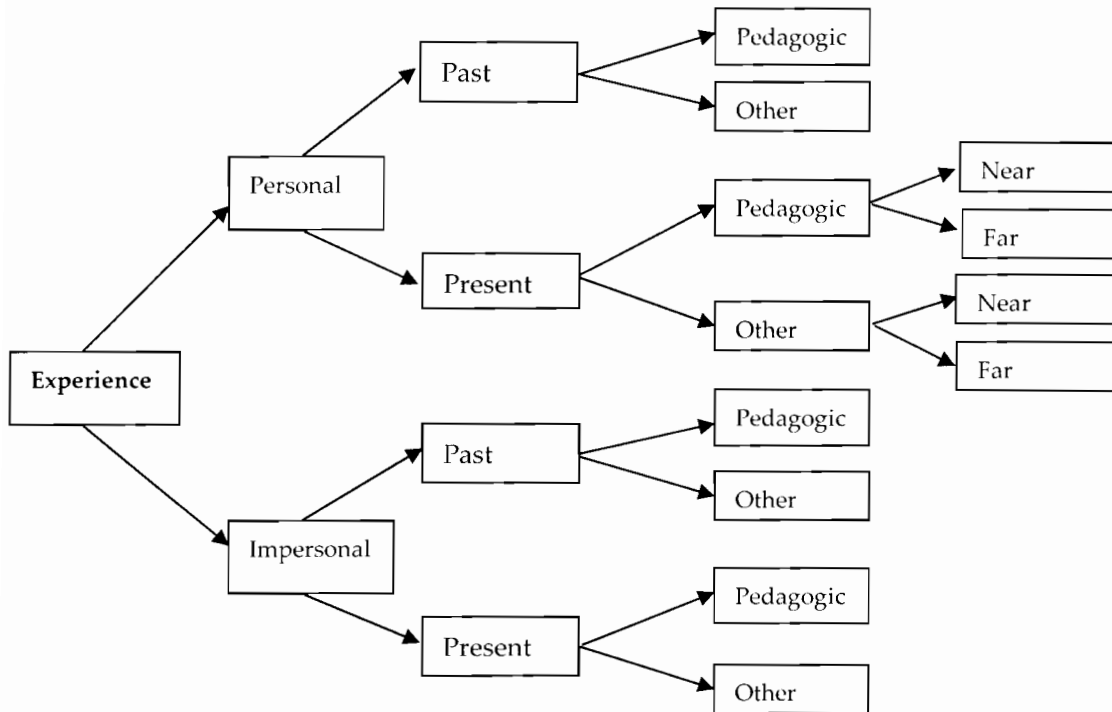 Pedagogic
Past
Other
Near
Personal
Pedagogic
Far
Present
Near
Other
Far
Experience
Pedagogic
Past
Other
Impersonal
Pedagogic
Present
Other